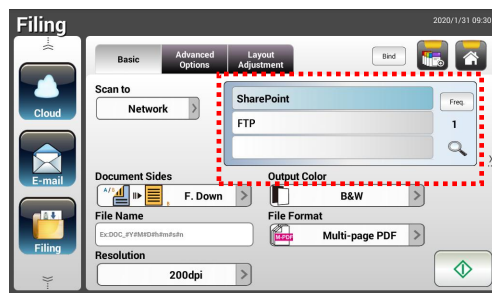 Filing
2020/1/31 09:30
Basic
Advanced
Options
Layout
Adjustment
Bind
Scan to
Network
SharePoint
FTP
Freq.
1
Cloud
E-mail
Filing
Document Sides
F. Down
Output Color
B&W
File Name
Ex:DOC_#Y#M#D#h#m#s#n
File Format
M-PDF
Multi-page PDF
Resolution
200dpi